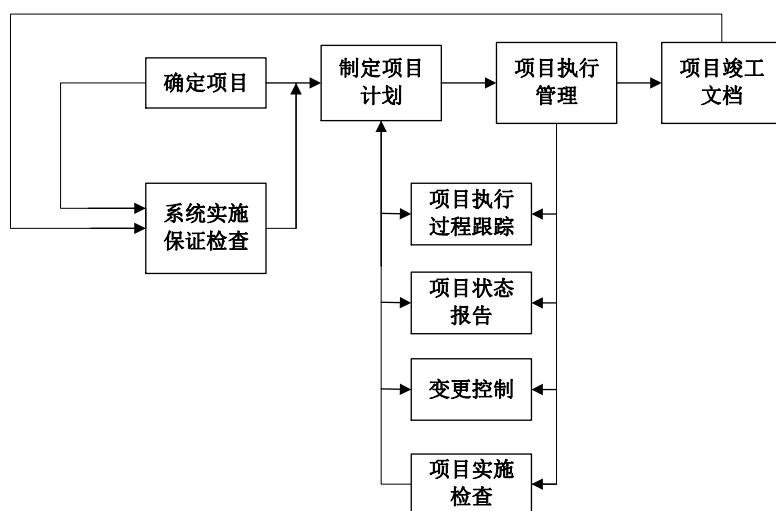 确定项目
制定项目
计划
项目执行
管理
项目竣工
文档
系统实施
保证检查
项目执行
过程跟踪
项目状态
报告
变更控制
项目实施
检查